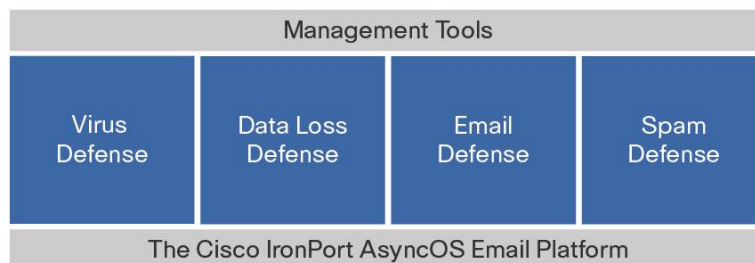 Management Tools
Virus
Defense
Data Loss
Defense
Email
Defense
Spam
Defense
The Cisco IronPort AsyncOS Email Platform